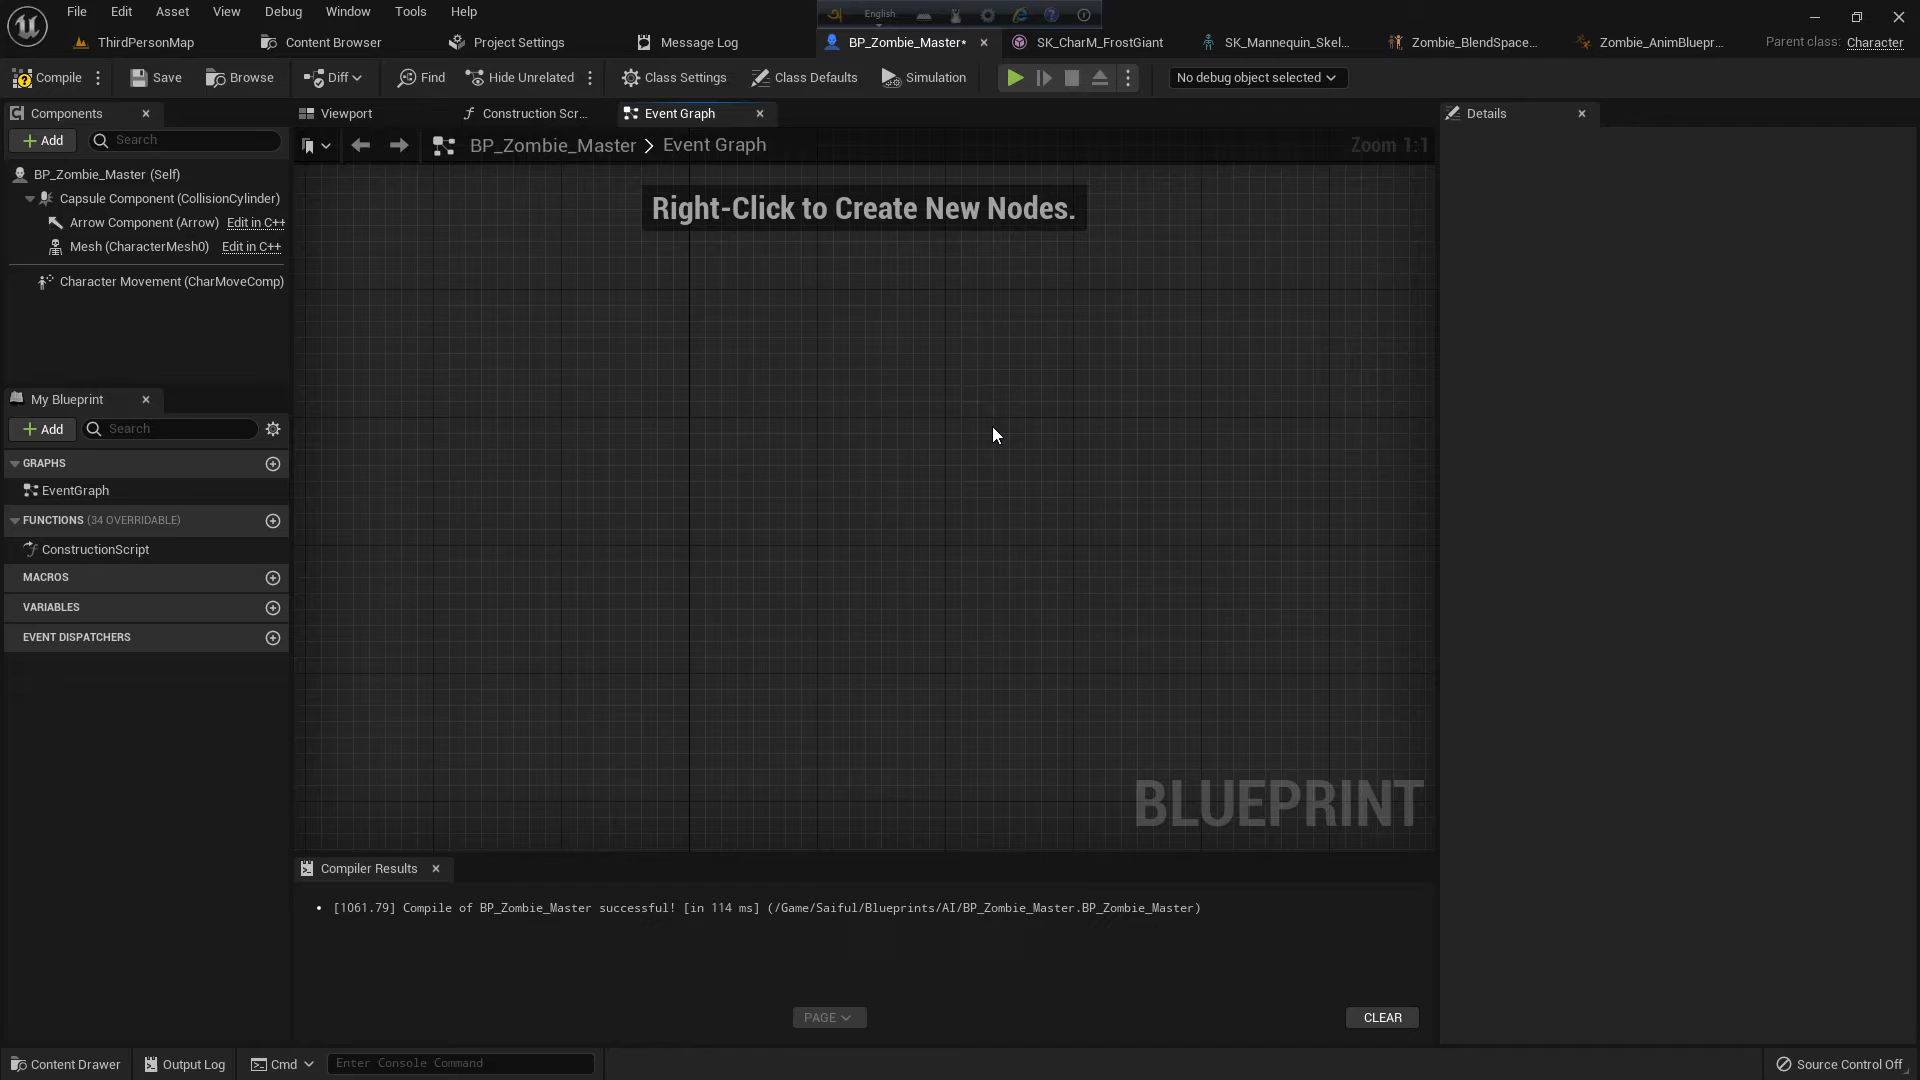 File Edit Asset View Debug Window Tools Help English
ThirdPersonMap Content Browser Project Settings Message Log BP_Zombie_Master* SK_CharM_FrostGiant SK_Mannequin_Skel... Zombie_BlendSpace... Zombie_AnimBluepr... Parent class: Character
Compile Save Browse Diff Find Hide Unrelated Class Settings Class Defaults Simulation No debug object selected
Components Viewport Construction Scr... Event Graph Details
Add Search
BP_Zombie_Master > Event Graph Zoom 1:1
BP_Zombie_Master (Self)
Capsule Component (CollisionCylinder)
Arrow Component (Arrow) Edit in C++
Mesh (CharacterMesh0) Edit in C++
Character Movement (CharMoveComp)
Right-Click to Create New Nodes.
My Blueprint
Add Search
GRAPHS
EventGraph
FUNCTIONS (34 OVERRIDABLE)
ConstructionScript
MACROS
VARIABLES
EVENT DISPATCHERS
BLUEPRINT
Compiler Results
• [1061.79] Compile of BP_Zombie_Master successful! [in 114 ms] (/Game/Saiful/Blueprints/AI/BP_Zombie_Master.BP_Zombie_Master)
PAGE CLEAR
Content Drawer Output Log Cmd Enter Console Command Source Control Off